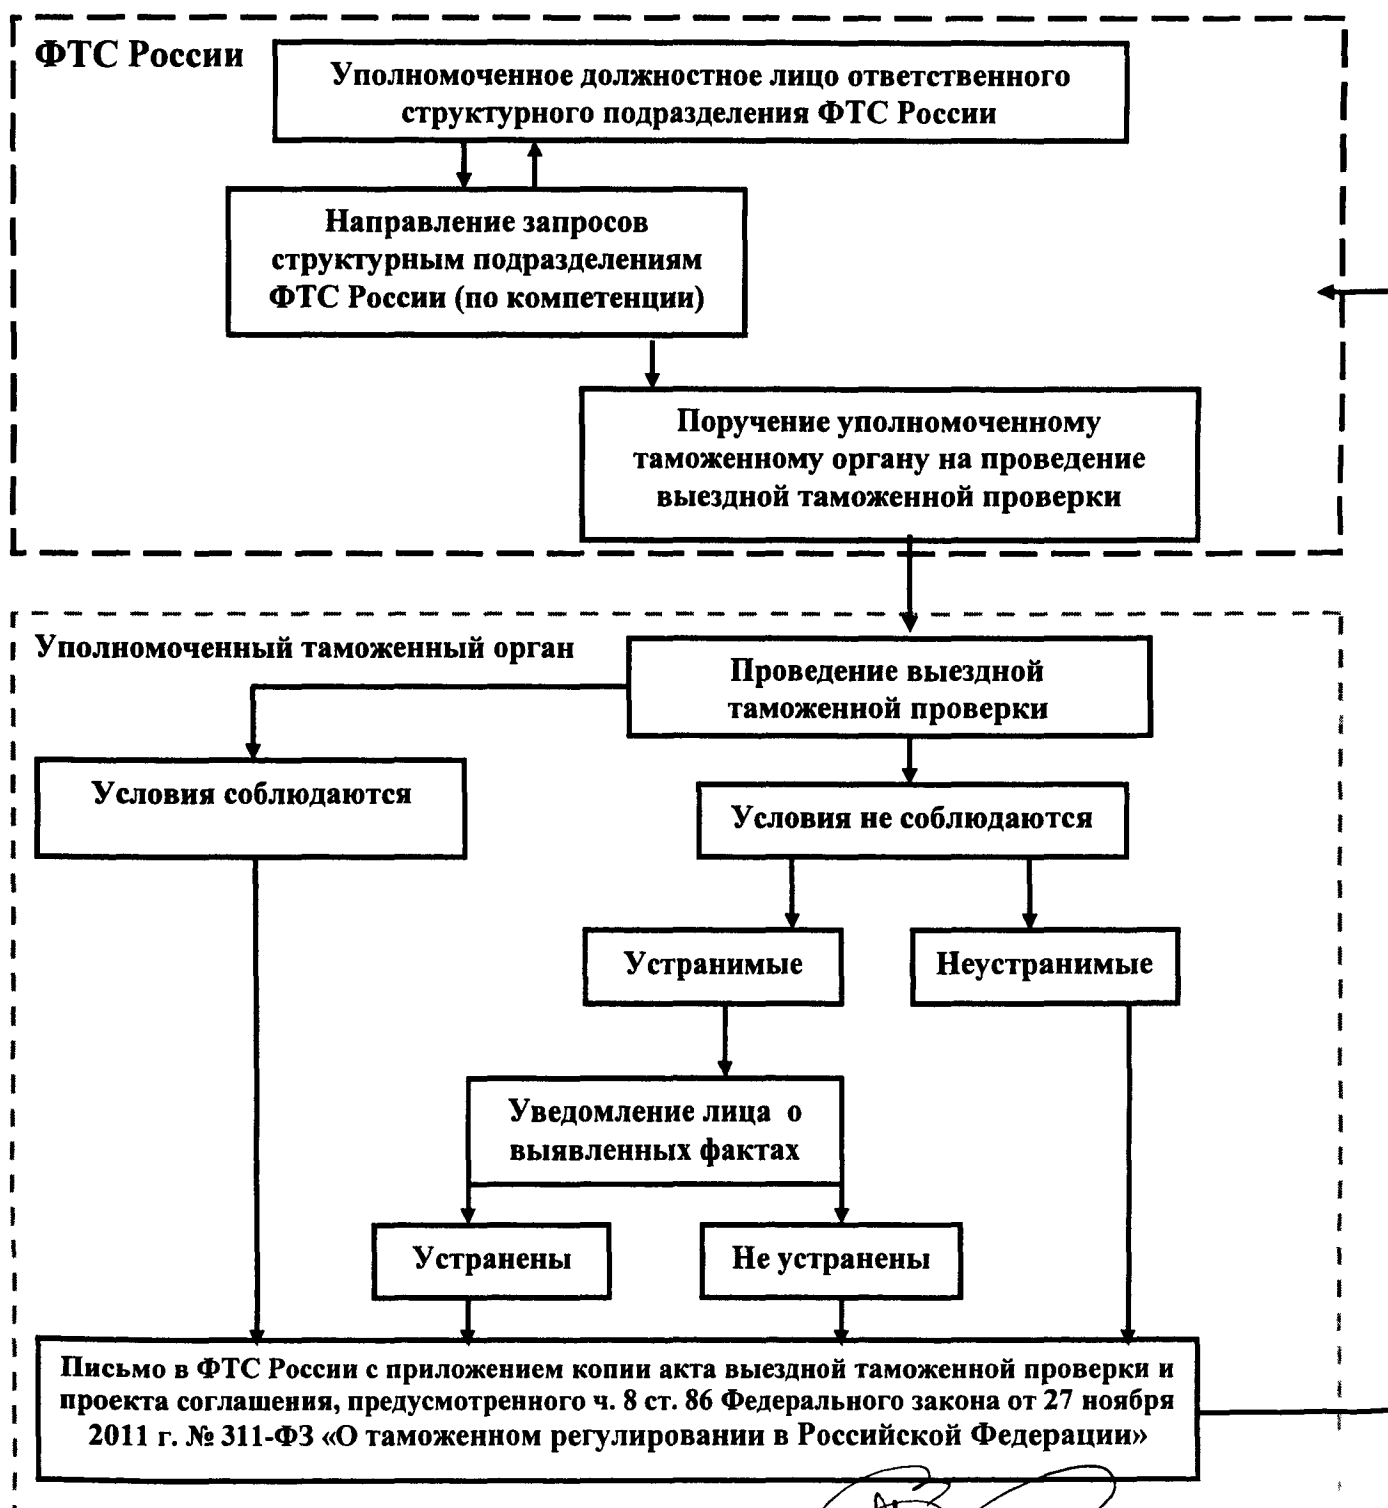 ФТС России
Уполномоченное должностное лицо ответственного
структурного подразделения ФТС России
Направление запросов
структурным подразделениям
ФТС России (по компетенции)
Поручение уполномоченному
таможенному органу на проведение
выездной таможенной проверки
Уполномоченный таможенный орган
Проведение выездной
таможенной проверки
Условия соблюдаются
Условия не соблюдаются
Устранимые
Неустранимые
Уведомление лица о
выявленных фактах
Устранены
Не устранены
Письмо в ФТС России с приложением копии акта выездной таможенной проверки и
проекта соглашения, предусмотренного ч. 8 ст. 86 Федерального закона от 27 ноября
2011 г. № 311-ФЗ «О таможенном регулировании в Российской Федерации»